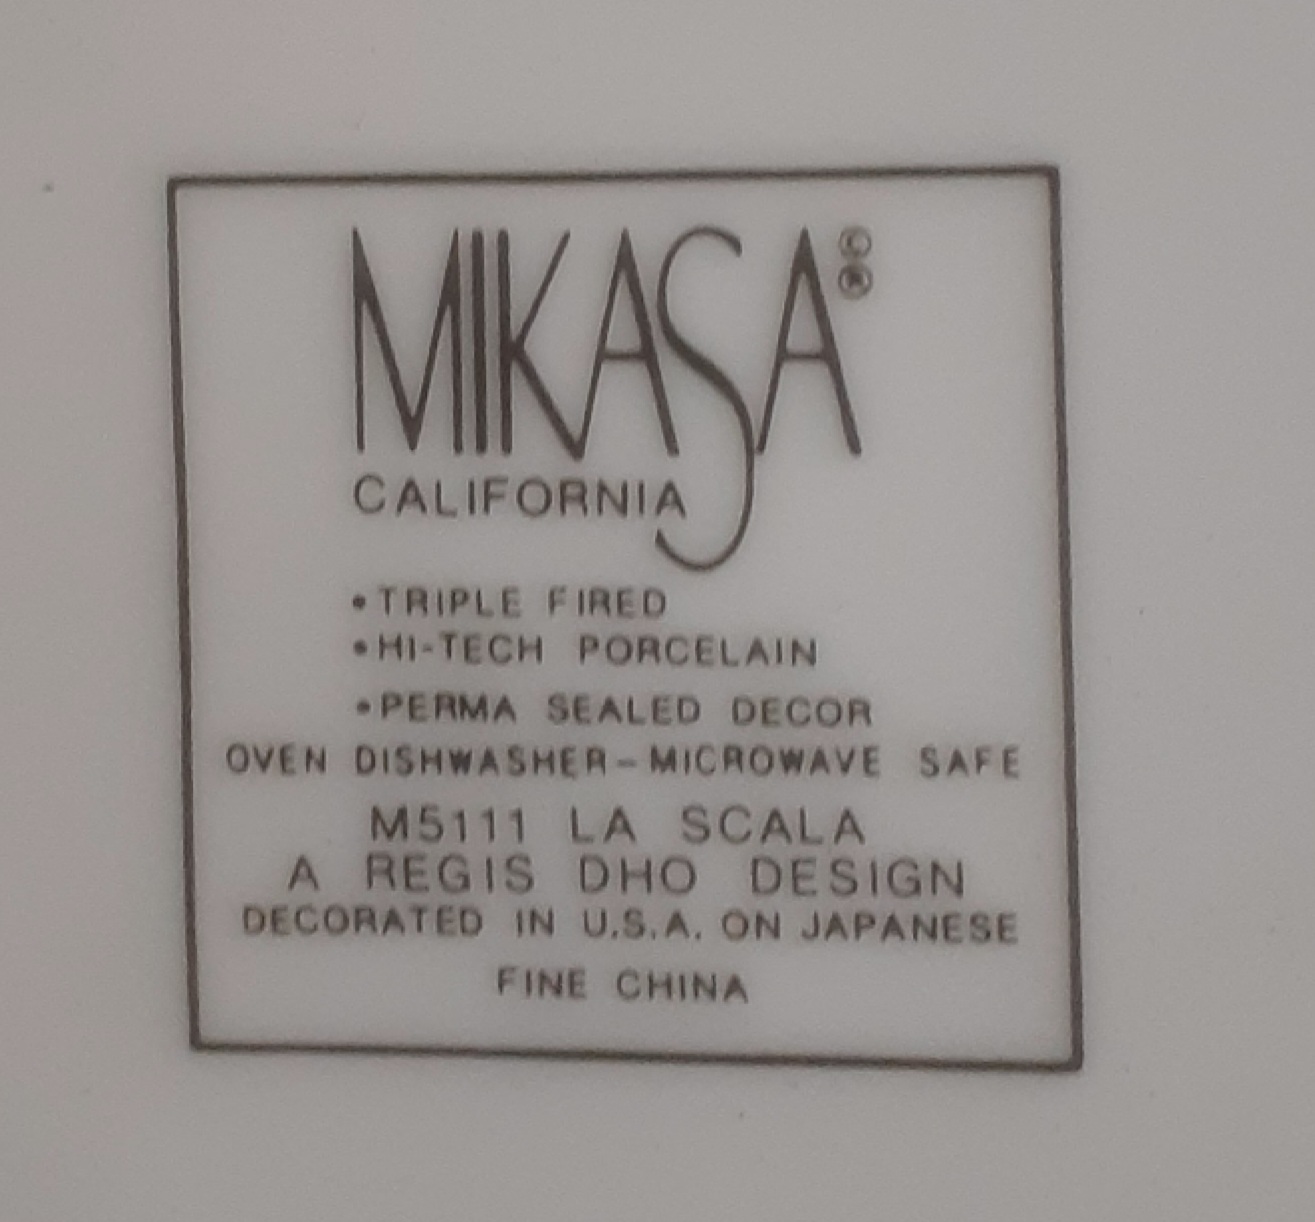 MIKASA©®
CALIFORNIA
•TRIPLE FIRED
•HI-TECH PORCELAIN
•PERMA SEALED DECOR
OVEN DISHWASHER-MICROWAVE SAFE
M5111 LA SCALA
A REGIS DHO DESIGN
DECORATED IN U.S.A. ON JAPANESE
FINE CHINA